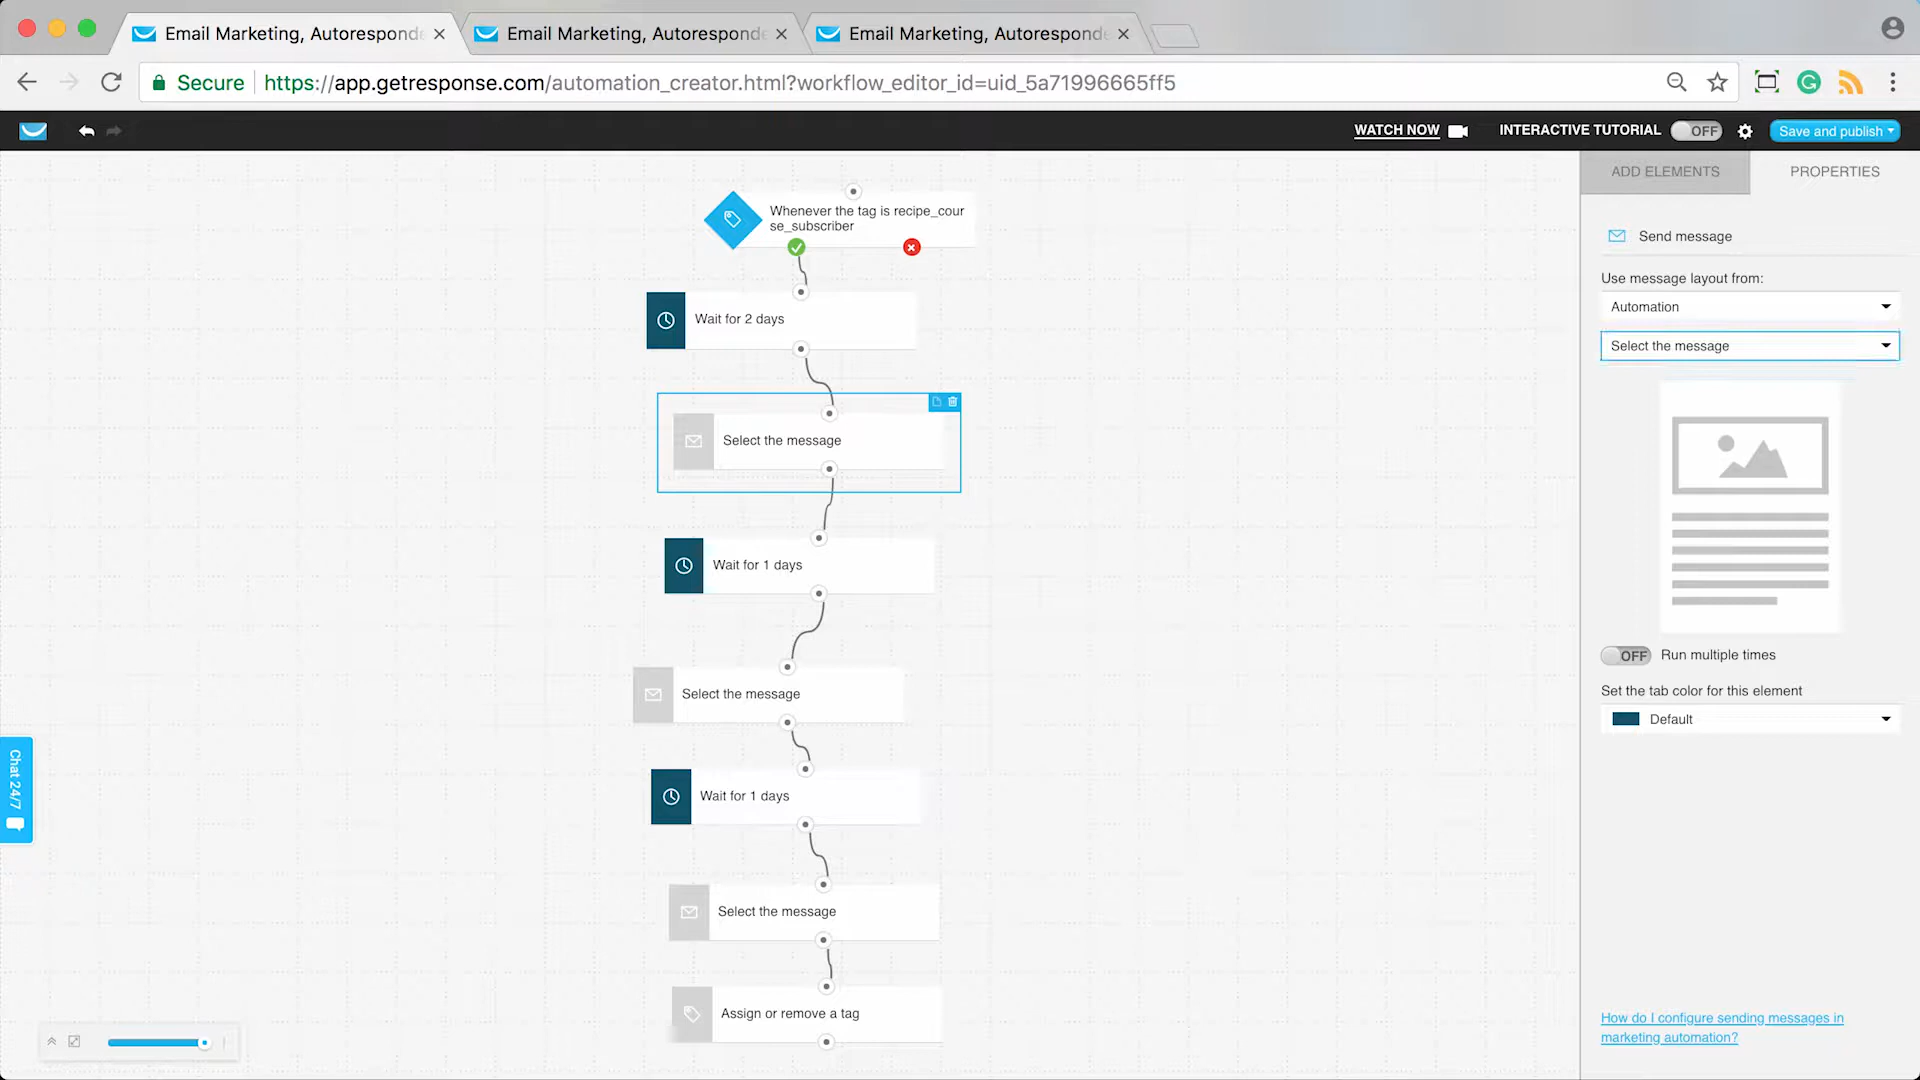 Email Marketing, Autoresponde
Email Marketing, Autoresponde
Email Marketing, Autoresponde
Secure
https://app.getresponse.com/automation_creator.html?workflow_editor_id=uid_5a71996665ff5
WATCH NOW
INTERACTIVE TUTORIAL
OFF
Save and publish
ADD ELEMENTS
PROPERTIES
Whenever the tag is recipe_cour
se_subscriber
Wait for 2 days
Select the message
Wait for 1 days
Select the message
Wait for 1 days
Select the message
Assign or remove a tag
Send message
Use message layout from:
Automation
Select the message
OFF
Run multiple times
Set the tab color for this element
Default
How do I configure sending messages in
marketing automation?
Chat 24/7